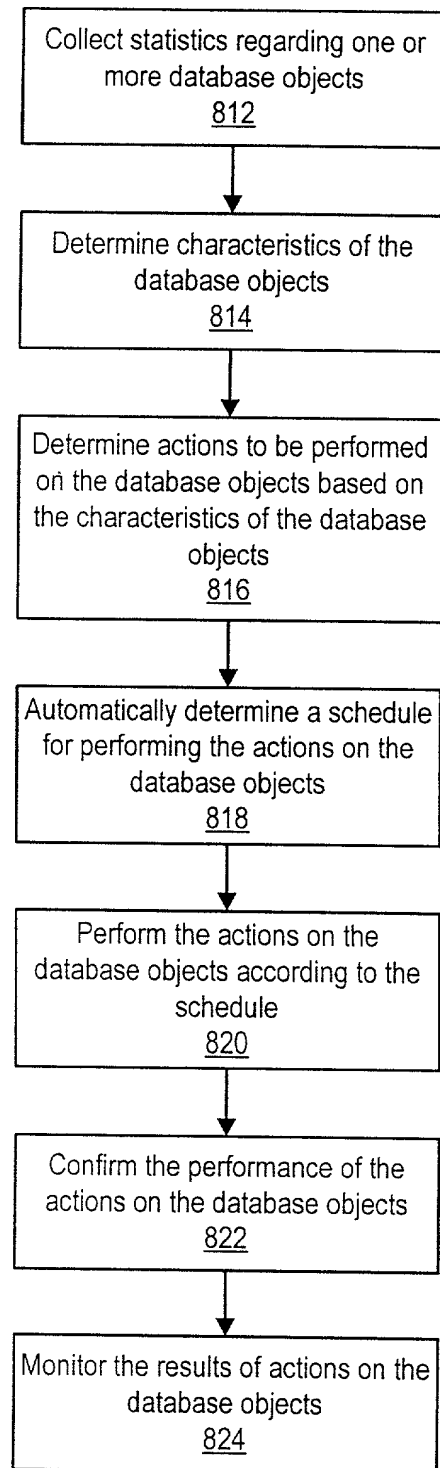 Collect statistics regarding one or
more database objects
812
Determine characteristics of the
database objects
814
Determine actions to be performed
on the database objects based on
the characteristics of the database
objects
816
Automatically determine a schedule
for performing the actions on the
database objects
818
Perform the actions on the
database objects according to the
schedule
820
Confirm the performance of the
actions on the database objects
822
Monitor the results of actions on the
database objects
824